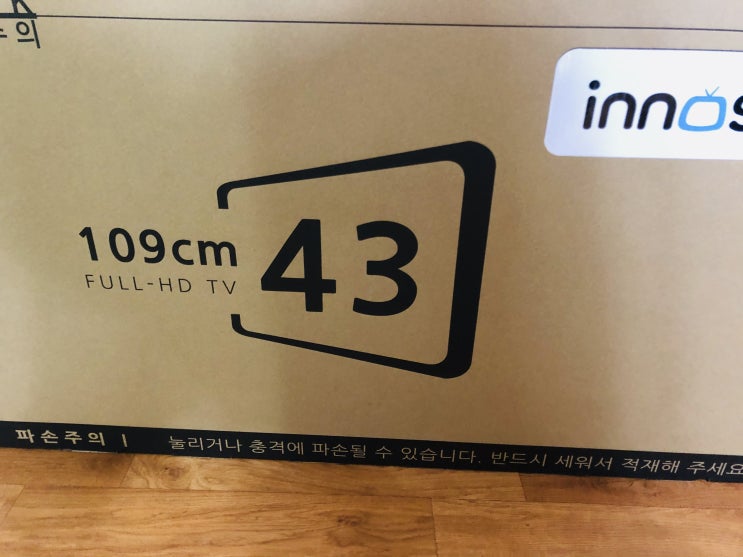 주의
innos
109cm
43
FULL-HD TV
파손주의 | 눌리거나 충격에 파손될 수 있습니다. 반드시 세워서 적재해 주세요